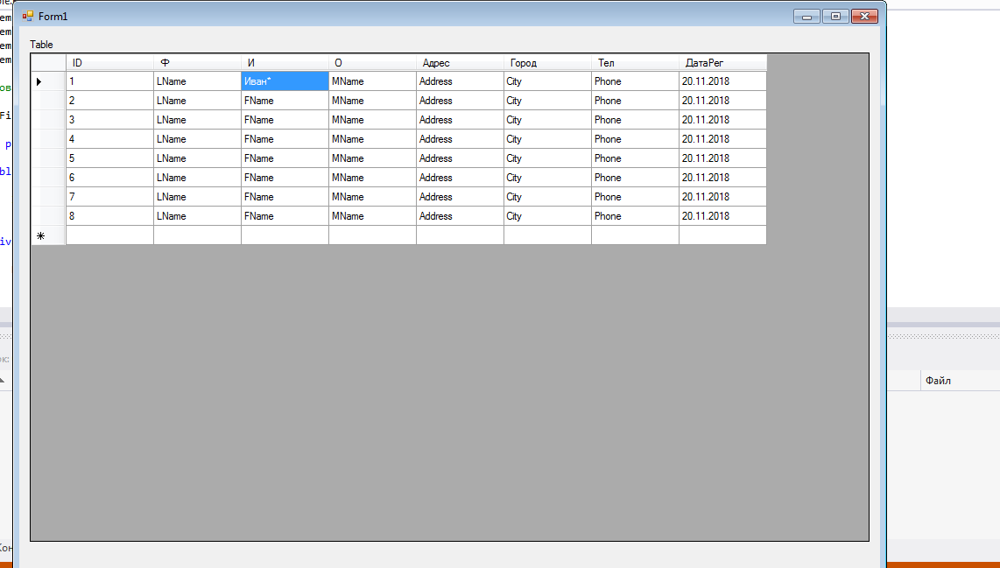 Form1
Table
ID Ф И О Адрес Город Тел ДатаРег
1 LName Иван* MName Address City Phone 20.11.2018
2 LName FName MName Address City Phone 20.11.2018
3 LName FName MName Address City Phone 20.11.2018
4 LName FName MName Address City Phone 20.11.2018
5 LName FName MName Address City Phone 20.11.2018
6 LName FName MName Address City Phone 20.11.2018
7 LName FName MName Address City Phone 20.11.2018
8 LName FName MName Address City Phone 20.11.2018
Файл